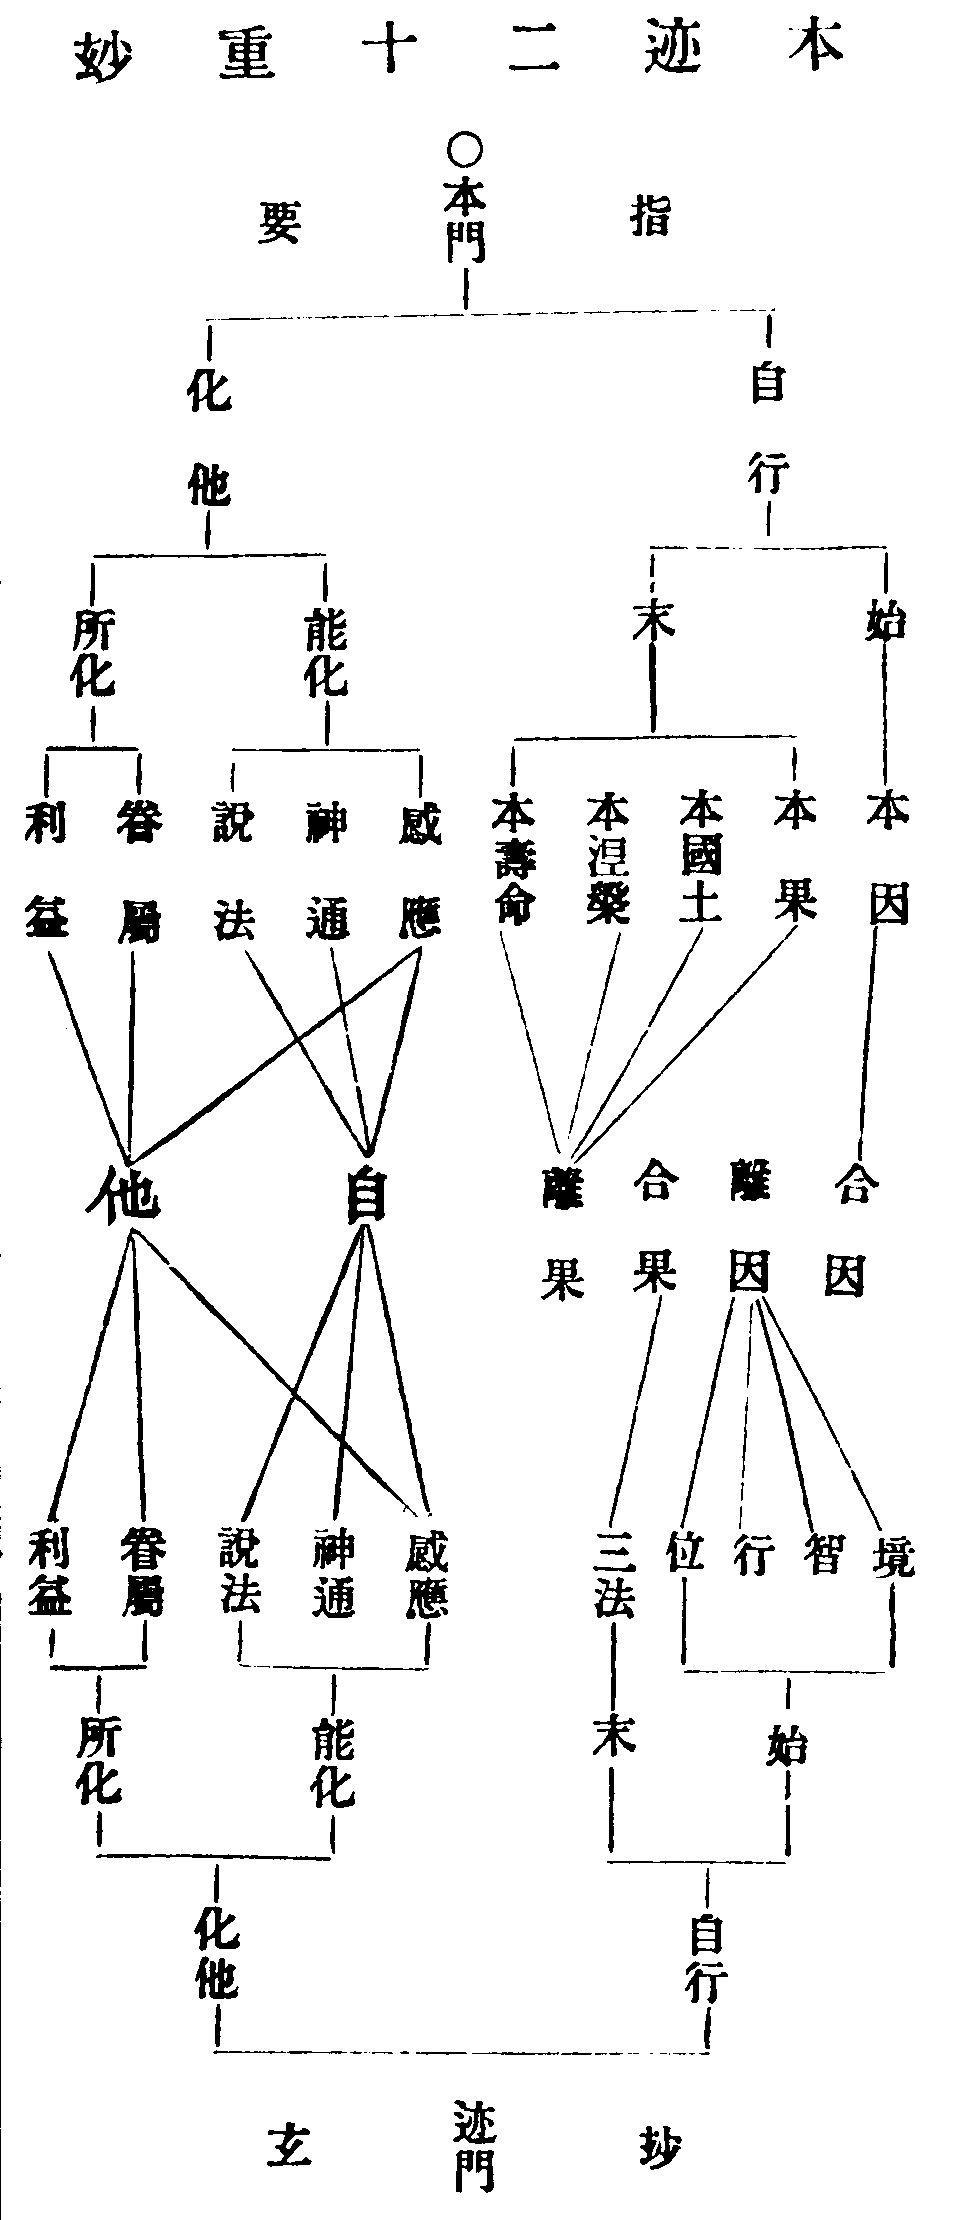 本迹二十重妙
指　○本門　要
自行　化他
始　末　能化　所化
本因　本果　本國土　本涅槃　本壽命　感應　神通　說法　眷屬　利益
合因　離因　合果　離果　自　他
境　智　行　位　三法　感應　神通　說法　眷屬　利益
始　末　能化　所化
自行　化他
抄　迹門　玄